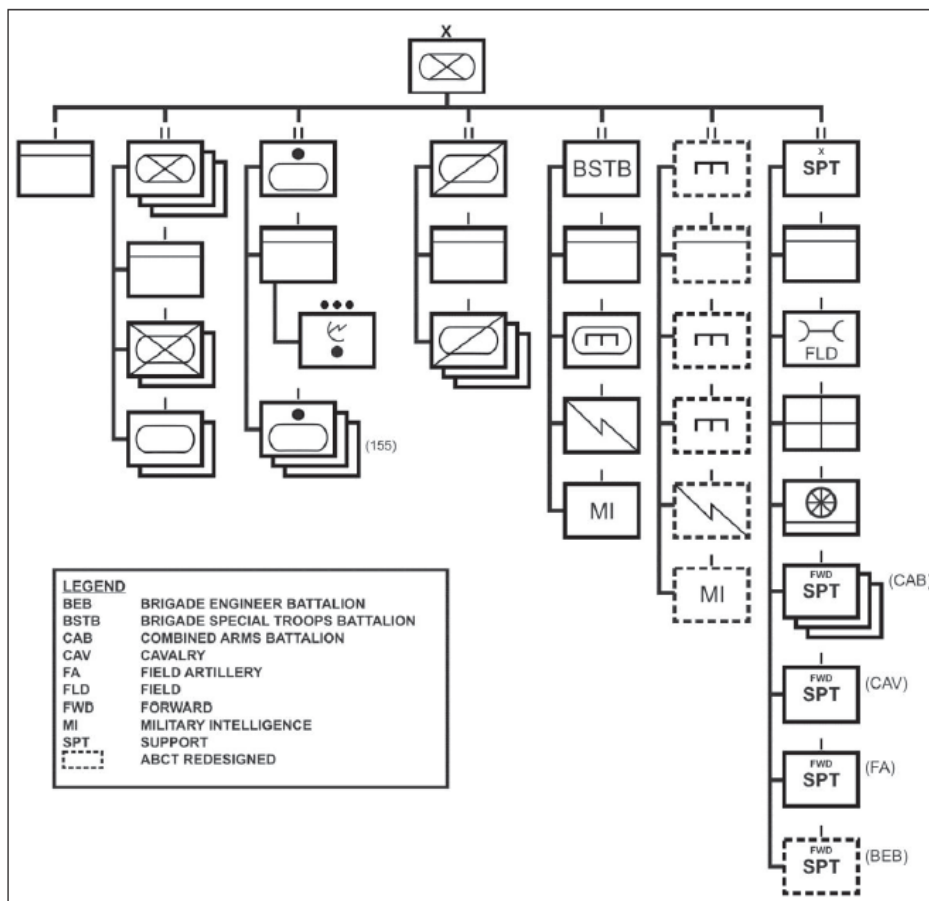 X
I
II
II
II
II
II
II
BSTB
X
SPT
I
I
I
I
I
I
I
I
I
I
I
FLD
I
I
I
I
I
(155)
I
I
I
MI
I
I
MI
FWD
SPT
(CAB)
I
FWD
SPT
(CAV)
I
FWD
SPT
(FA)
I
FWD
SPT
(BEB)
LEGEND
BEB BRIGADE ENGINEER BATTALION
BSTB BRIGADE SPECIAL TROOPS BATTALION
CAB COMBINED ARMS BATTALION
CAV CAVALRY
FA FIELD ARTILLERY
FLD FIELD
FWD FORWARD
MI MILITARY INTELLIGENCE
SPT SUPPORT
ABCT REDESIGNED